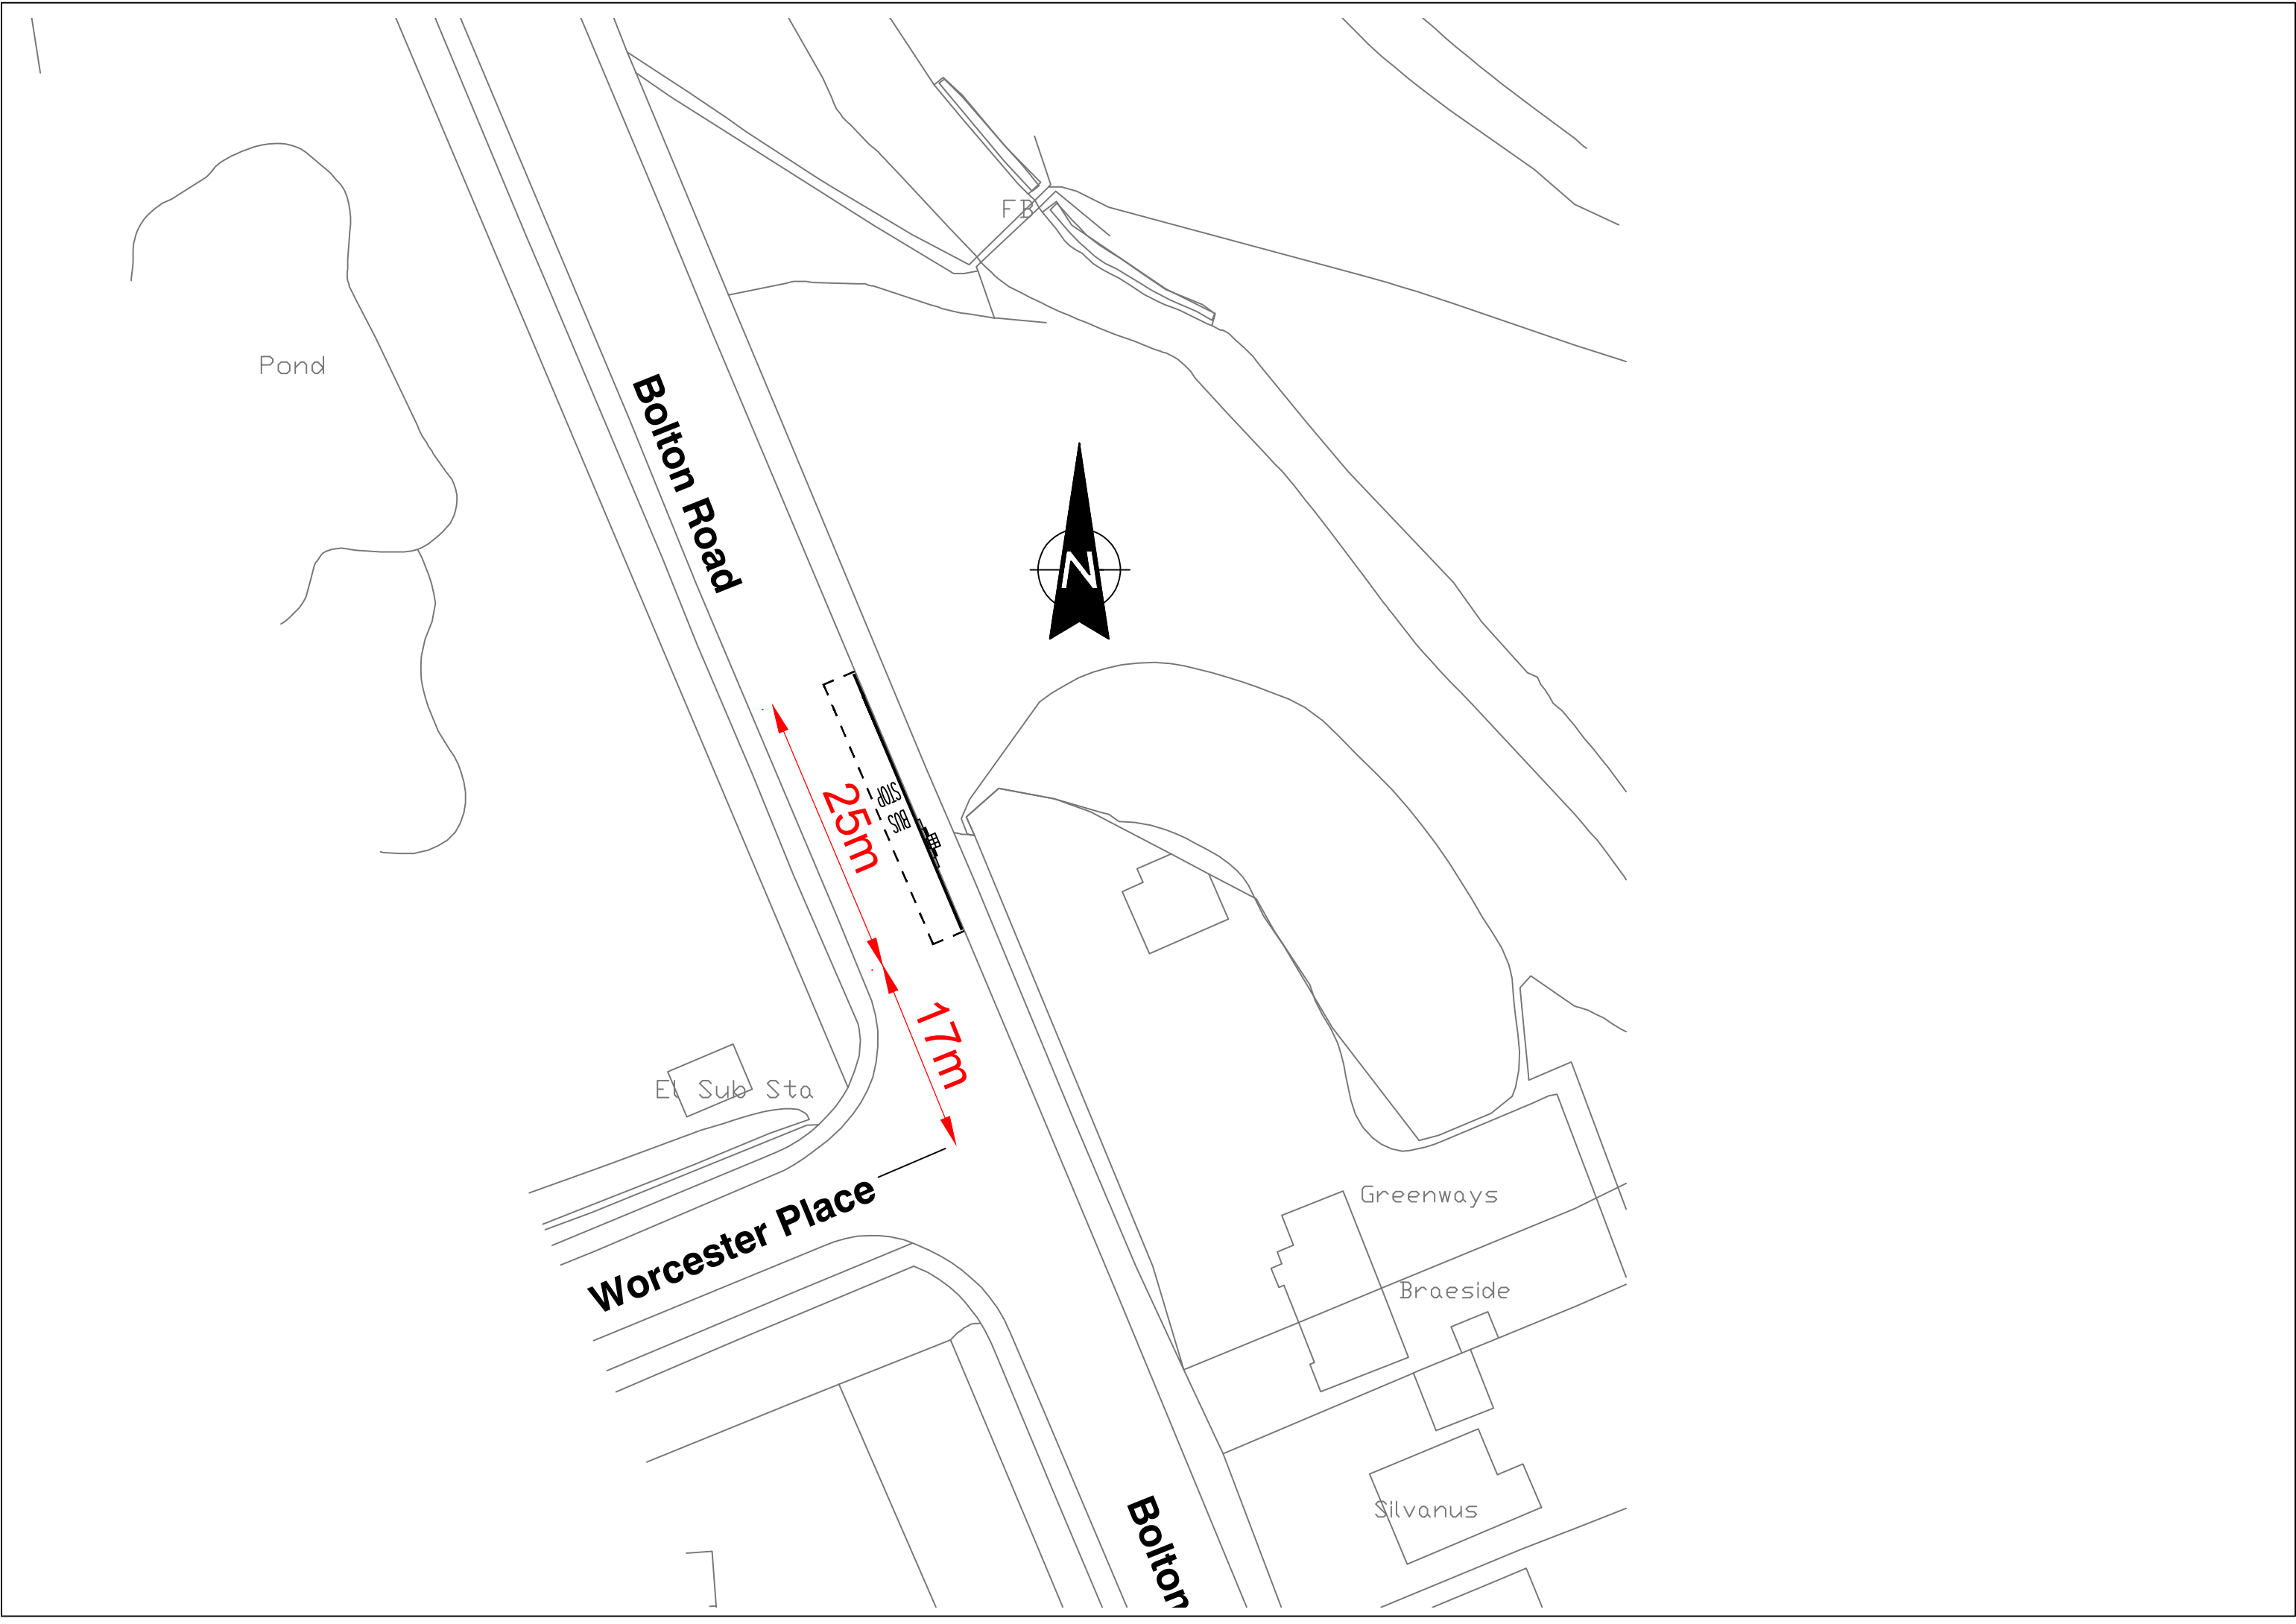 FB
Pond
Bolton Road
N
25m
STOP
BUS
17m
El Sub Sta
Worcester Place
Greenways
Braeside
Silvanus
Bolton